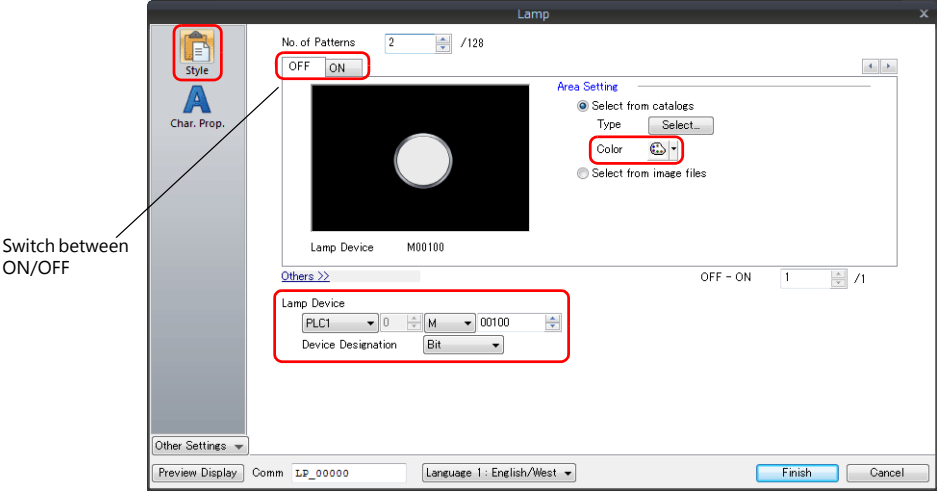 Lamp
No. of Patterns 2 /128
Style
OFF ON
Char. Prop.
Area Setting
Select from catalogs
Type Select...
Color
Select from image files
Switch between
ON/OFF
Lamp Device M00100
Others >>
OFF - ON 1 /1
Lamp Device
PLC1 0 M 00100
Device Designation Bit
Other Settings
Preview Display Comm LP_00000 Language 1 : English/West Finish Cancel